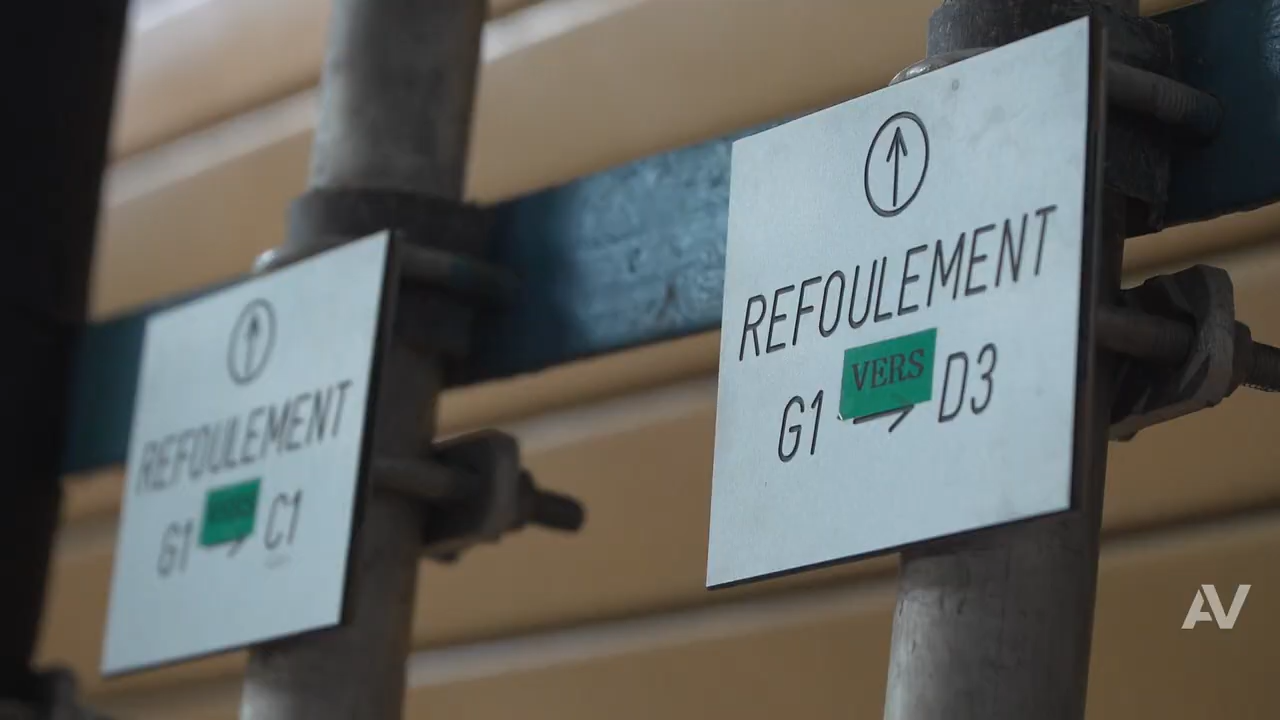 REFOULEMENT
G1 VERS → D3
REFOULEMENT
G1 → C1
AV